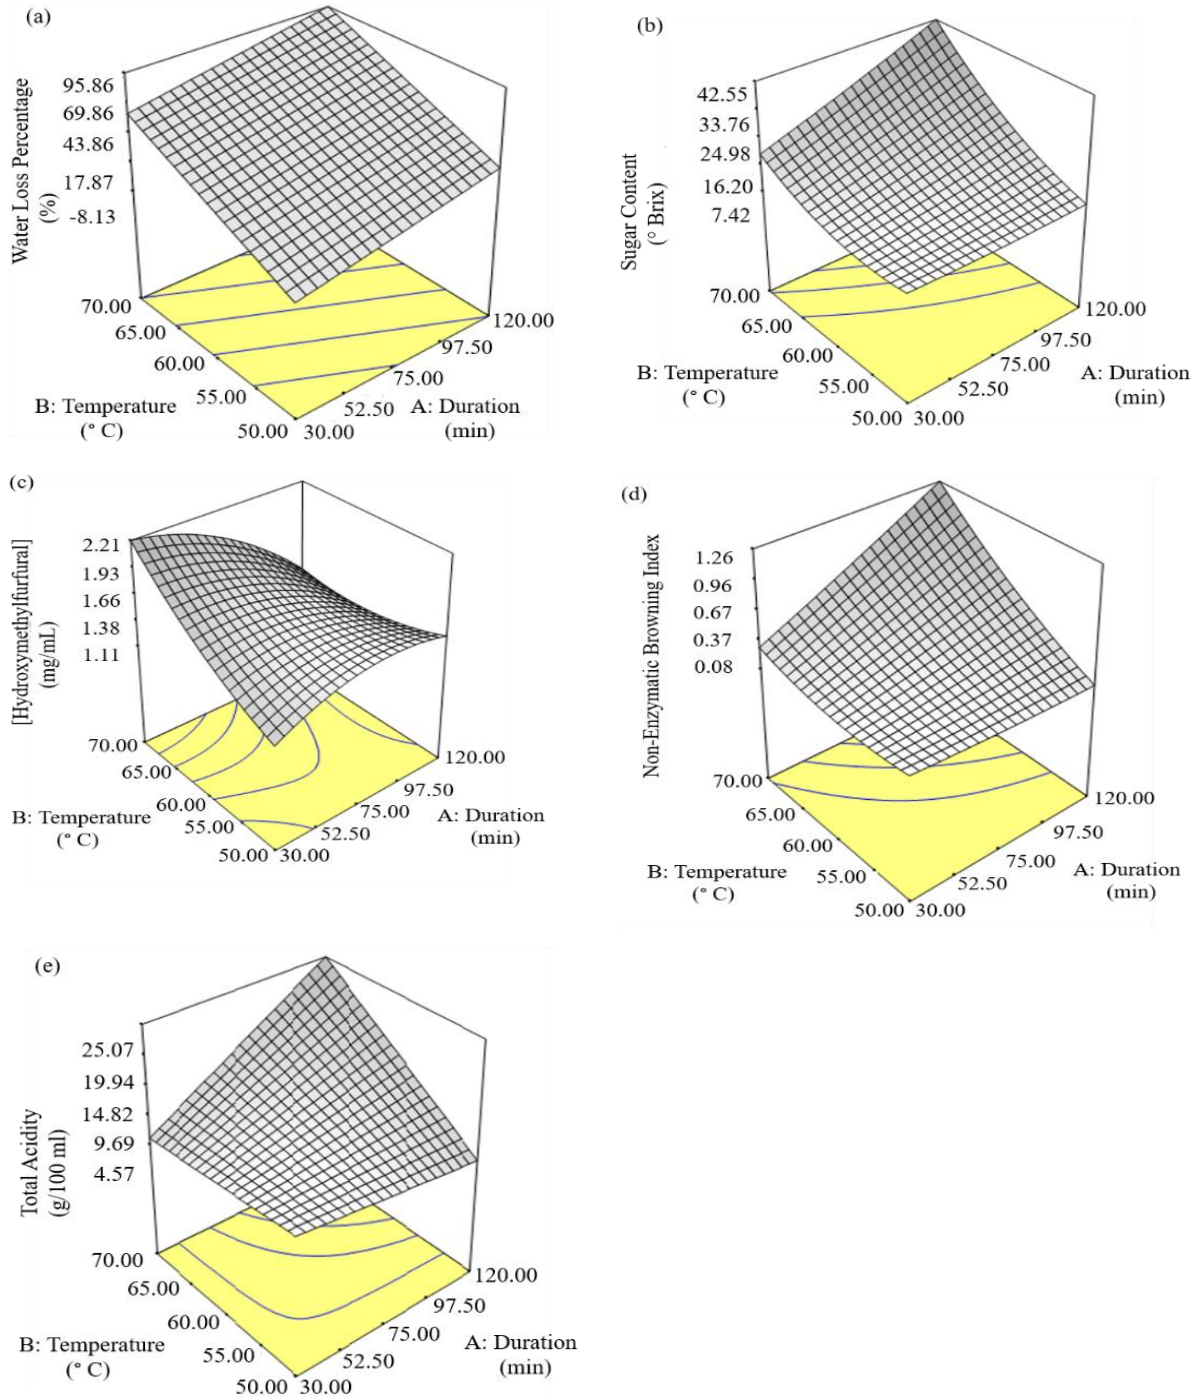 (a)
Water Loss Percentage
(%)
95.86
69.86
43.86
17.87
-8.13
70.00
65.00
60.00
55.00
50.00
30.00
52.50
75.00
97.50
120.00
B: Temperature
(° C)
A: Duration
(min)
(b)
Sugar Content
(° Brix)
42.55
33.76
24.98
16.20
7.42
70.00
65.00
60.00
55.00
50.00
30.00
52.50
75.00
97.50
120.00
B: Temperature
(° C)
A: Duration
(min)
(c)
[Hydroxymethylfurfural]
(mg/mL)
2.21
1.93
1.66
1.38
1.11
70.00
65.00
60.00
55.00
50.00
30.00
52.50
75.00
97.50
120.00
B: Temperature
(° C)
A: Duration
(min)
(d)
Non-Enzymatic Browning Index
1.26
0.96
0.67
0.37
0.08
70.00
65.00
60.00
55.00
50.00
30.00
52.50
75.00
97.50
120.00
B: Temperature
(° C)
A: Duration
(min)
(e)
Total Acidity
(g/100 ml)
25.07
19.94
14.82
9.69
4.57
70.00
65.00
60.00
55.00
50.00
30.00
52.50
75.00
97.50
120.00
B: Temperature
(° C)
A: Duration
(min)